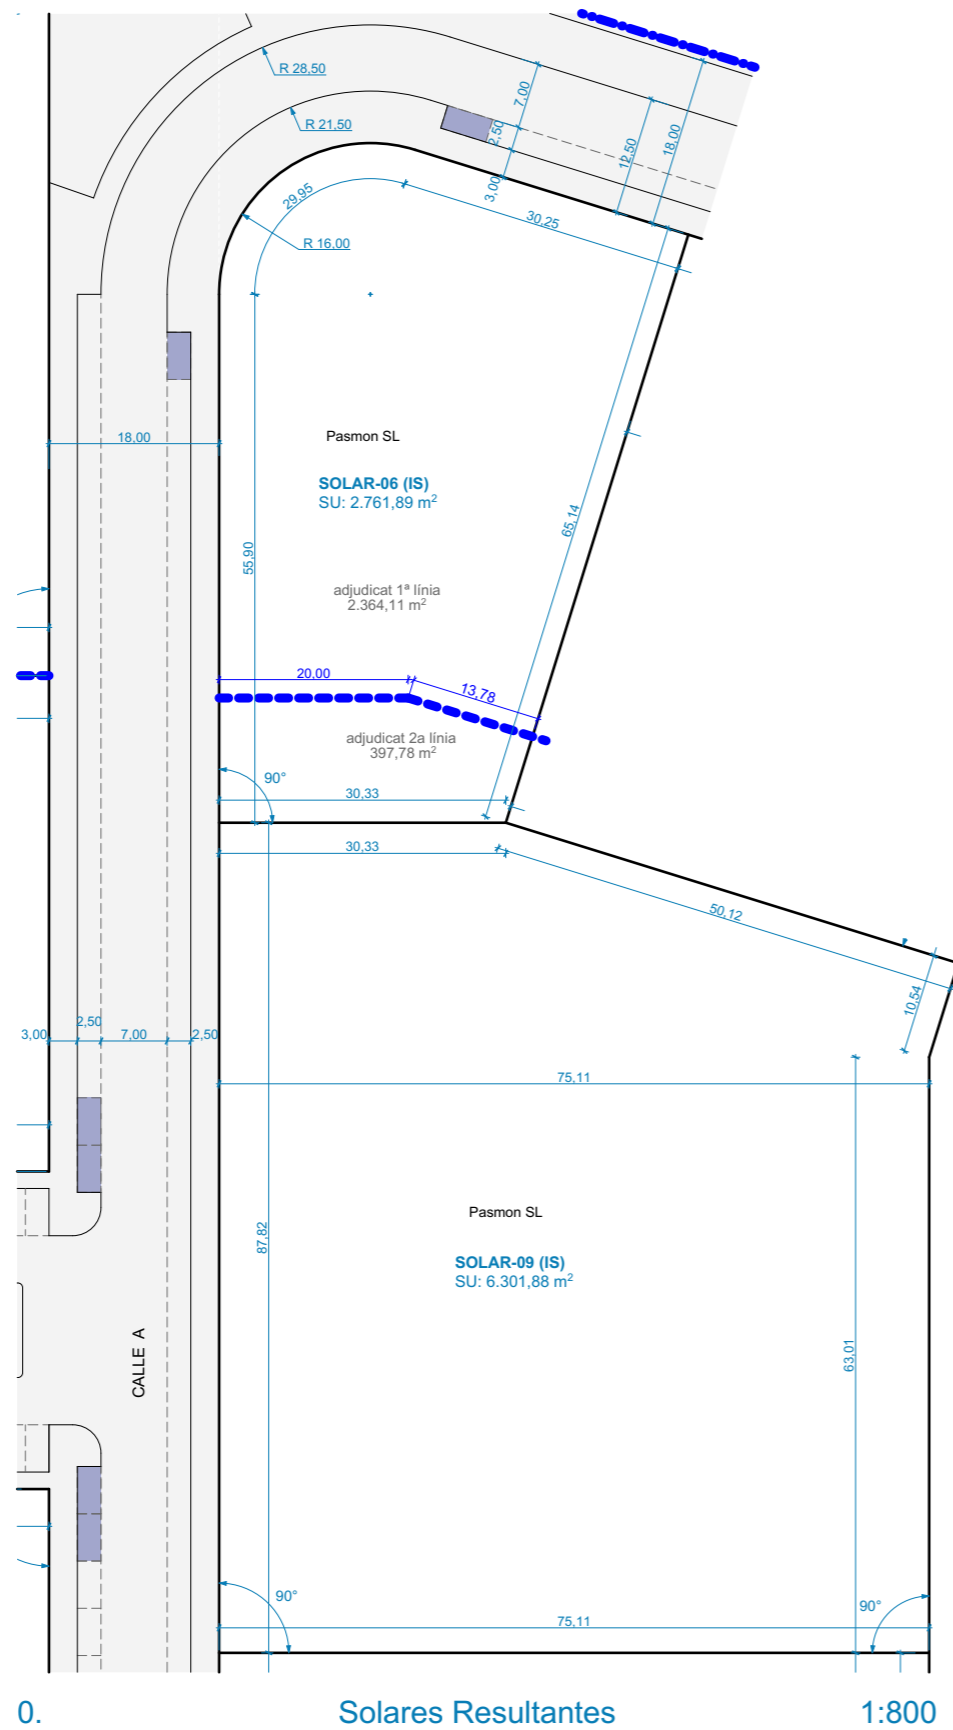 R 28,50
7,00
R 21,50
2,50
12,50
18,00
3,00
29,95
30,25
R 16,00
18,00
Pasmon SL
SOLAR-06 (IS)
SU: 2.761,89 m²
65,14
55,90
adjudicat 1ª línia
2.364,11 m²
20,00
13,78
adjudicat 2a línia
397,78 m²
90°
30,33
30,33
50,12
10,54
3,00
2,50
7,00
2,50
75,11
Pasmon SL
87,82
SOLAR-09 (IS)
SU: 6.301,88 m²
CALLE A
63,01
90°
90°
75,11
0.
Solares Resultantes
1:800